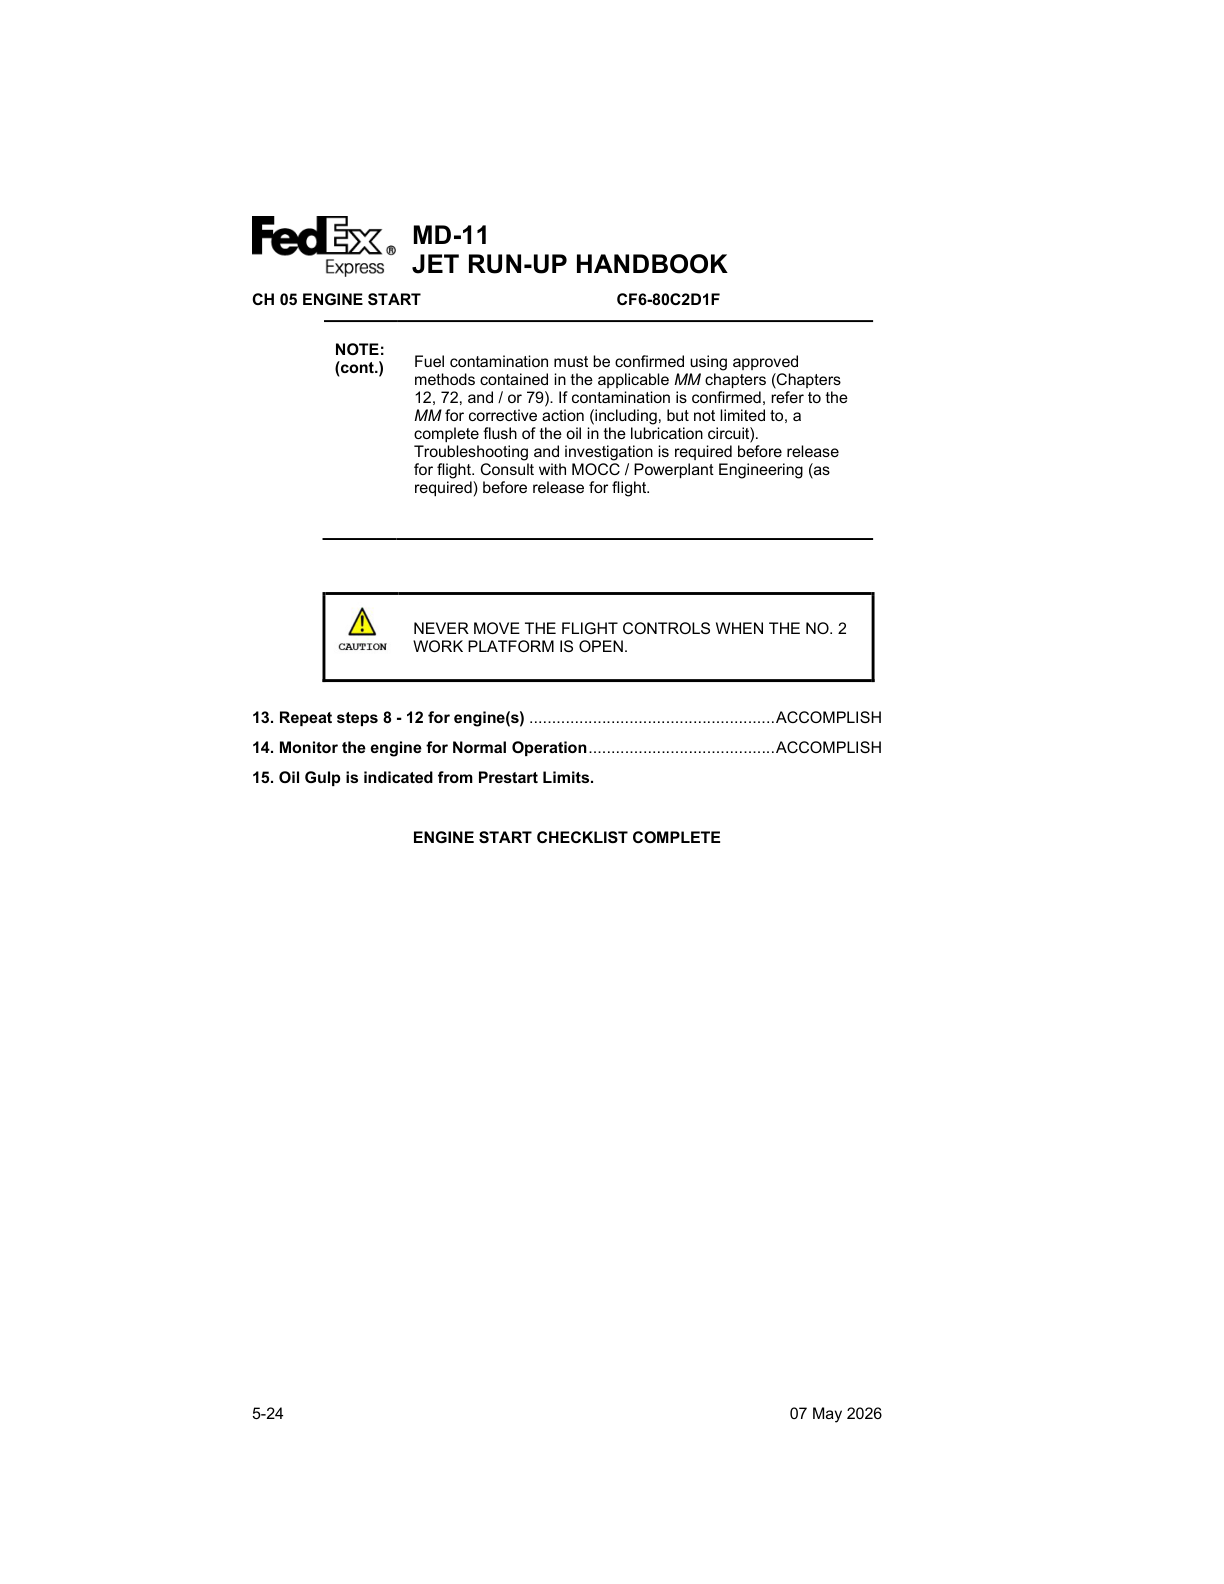 FedEx®
Express
MD-11
JET RUN-UP HANDBOOK
CH 05 ENGINE START CF6-80C2D1F
NOTE:
(cont.)
Fuel contamination must be confirmed using approved
methods contained in the applicable MM chapters (Chapters
12, 72, and / or 79). If contamination is confirmed, refer to the
MM for corrective action (including, but not limited to, a
complete flush of the oil in the lubrication circuit).
Troubleshooting and investigation is required before release
for flight. Consult with MOCC / Powerplant Engineering (as
required) before release for flight.
CAUTION
NEVER MOVE THE FLIGHT CONTROLS WHEN THE NO. 2
WORK PLATFORM IS OPEN.
13. Repeat steps 8 - 12 for engine(s) ......................................................ACCOMPLISH
14. Monitor the engine for Normal Operation.........................................ACCOMPLISH
15. Oil Gulp is indicated from Prestart Limits.
ENGINE START CHECKLIST COMPLETE
5-24 07 May 2026